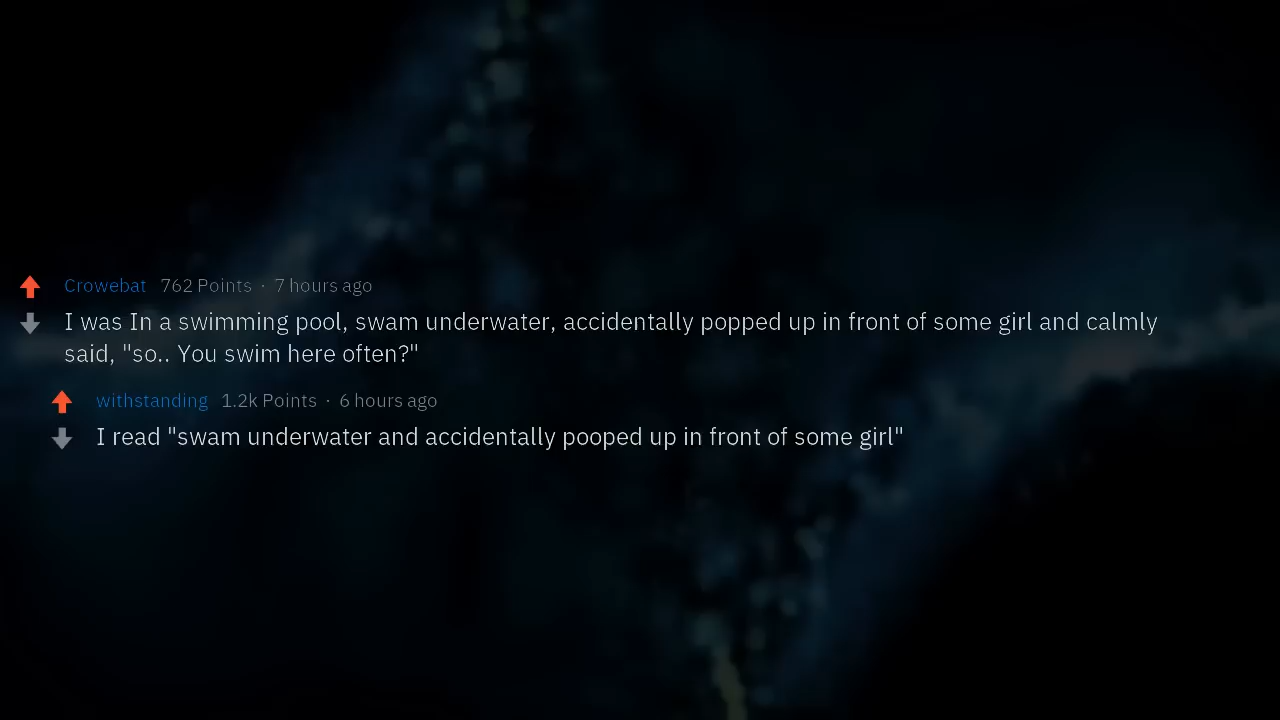 Crowebat 762 Points · 7 hours ago
I was In a swimming pool, swam underwater, accidentally popped up in front of some girl and calmly
said, "so.. You swim here often?"
withstanding 1.2k Points · 6 hours ago
I read "swam underwater and accidentally pooped up in front of some girl"